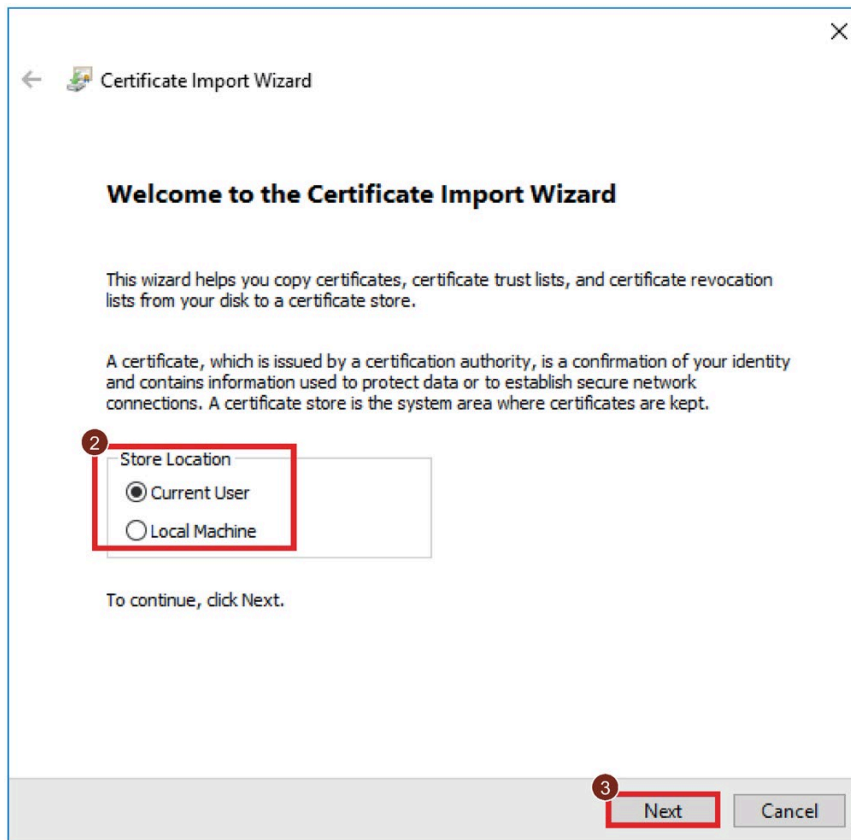 Certificate Import Wizard
Welcome to the Certificate Import Wizard
This wizard helps you copy certificates, certificate trust lists, and certificate revocation
lists from your disk to a certificate store.
A certificate, which is issued by a certification authority, is a confirmation of your identity
and contains information used to protect data or to establish secure network
connections. A certificate store is the system area where certificates are kept.
2
Store Location
Current User
Local Machine
To continue, click Next.
3
Next Cancel